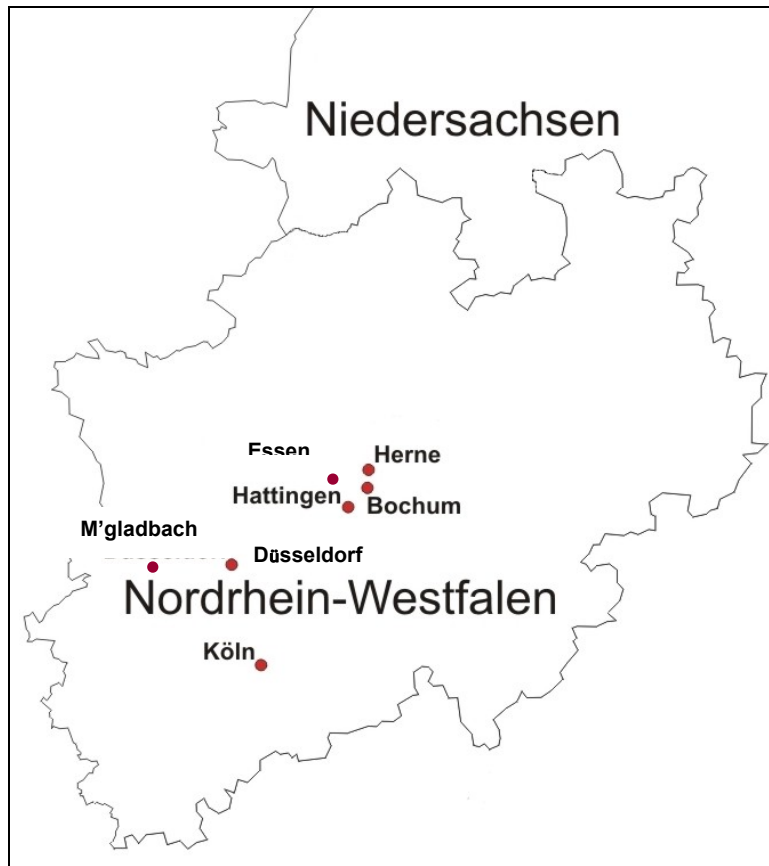 Niedersachsen
Essen
Herne
Hattingen
Bochum
M'gladbach
Düsseldorf
Nordrhein-Westfalen
Köln